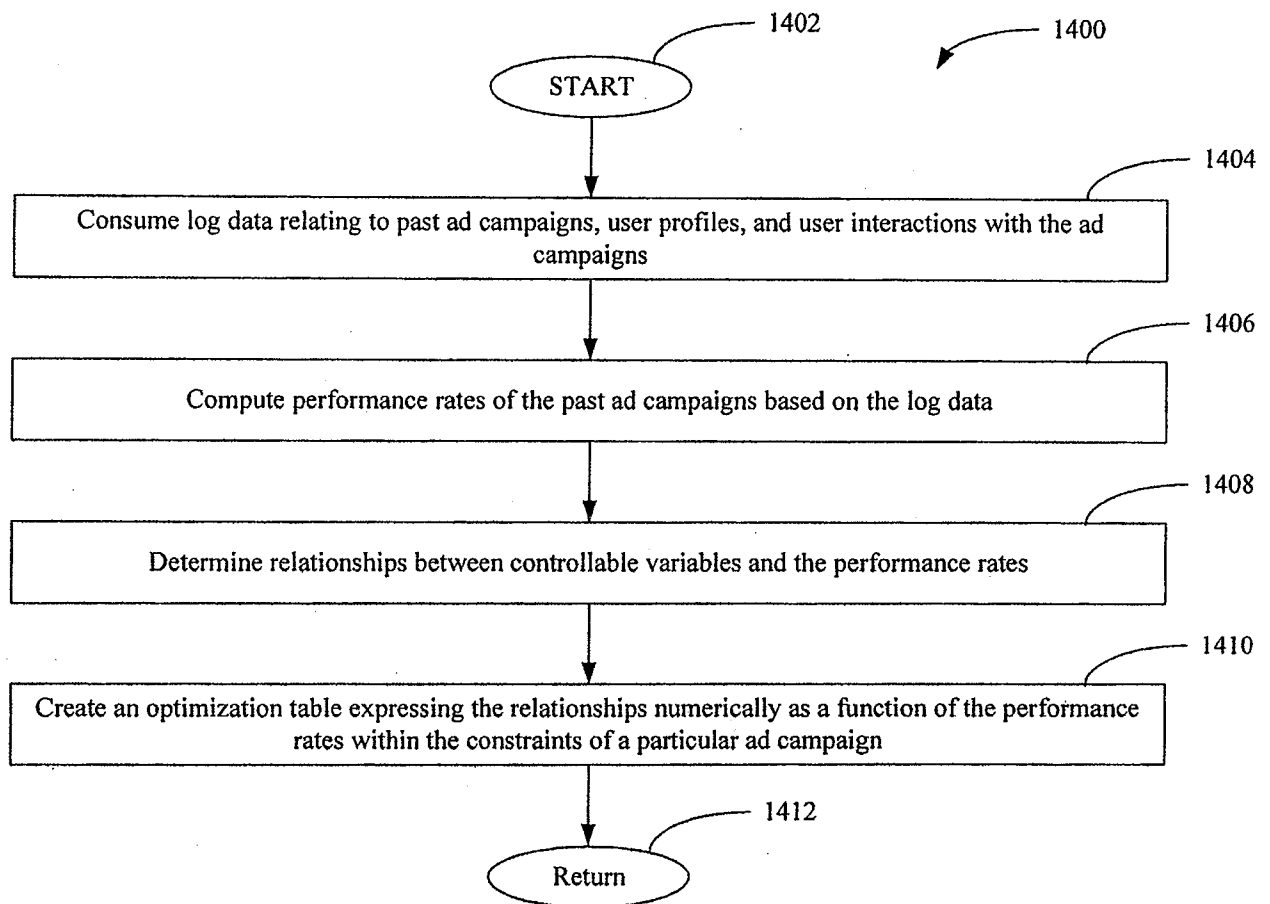 1402
1400
START
1404
Consume log data relating to past ad campaigns, user profiles, and user interactions with the ad
campaigns
1406
Compute performance rates of the past ad campaigns based on the log data
1408
Determine relationships between controllable variables and the performance rates
1410
Create an optimization table expressing the relationships numerically as a function of the performance
rates within the constraints of a particular ad campaign
1412
Return